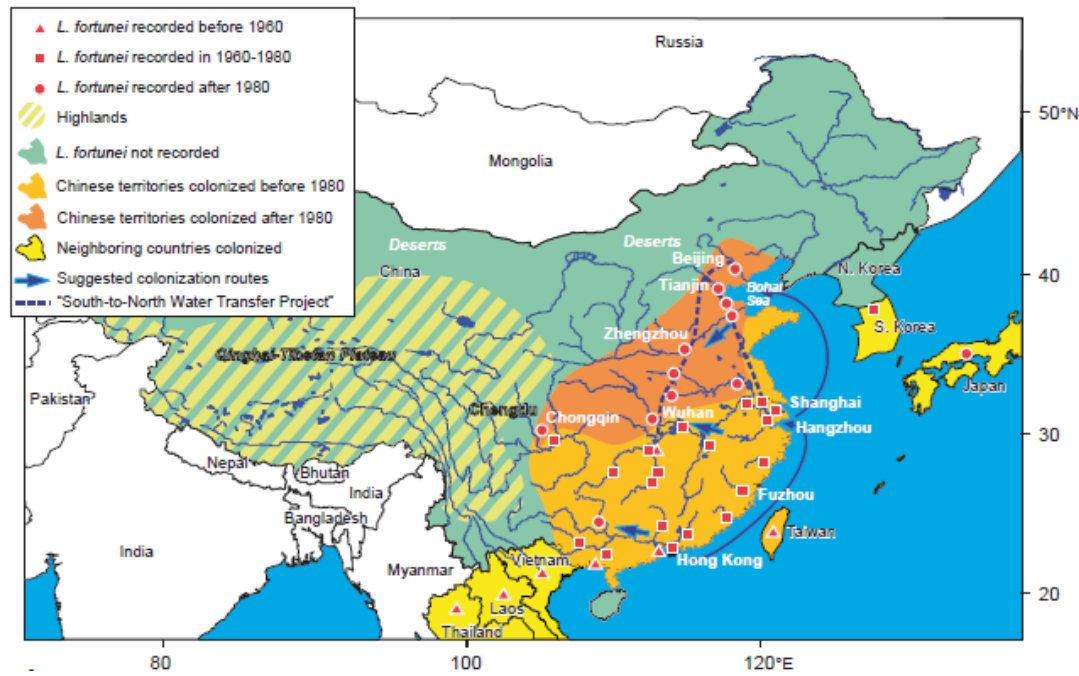 L. fortunei recorded before 1960
L. fortunei recorded in 1960-1980
L. fortunei recorded after 1980
Highlands
L. fortunei not recorded
Chinese territories colonized before 1980
Chinese territories colonized after 1980
Neighboring countries colonized
Suggested colonization routes
"South-to-North Water Transfer Project"
Russia
50°N
Mongolia
Deserts
Deserts
Beijing
China
N. Korea
40
Tianjin
Bohai
Sea
S. Korea
Zhengzhou
Qinghai-Tibetan Plateau
Japan
Pakistan
Chengdu
Chongqin
Wuhan
Shanghai
Hangzhou
30
Nepal
Bhutan
India
Fuzhou
Bangladesh
Taiwan
India
Myanmar
Vietnam
Hong Kong
Laos
20
Thailand
80
100
120°E